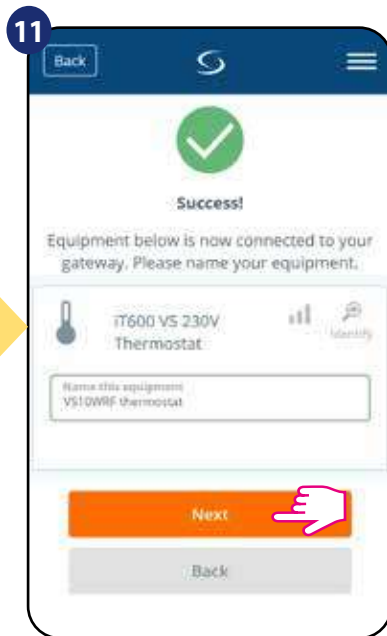 11
Back
Success!
Equipment below is now connected to your
gateway. Please name your equipment.
iT600 VS 230V
Thermostat
Identify
Name this equipment
VS10WRF thermostat
Next
Back